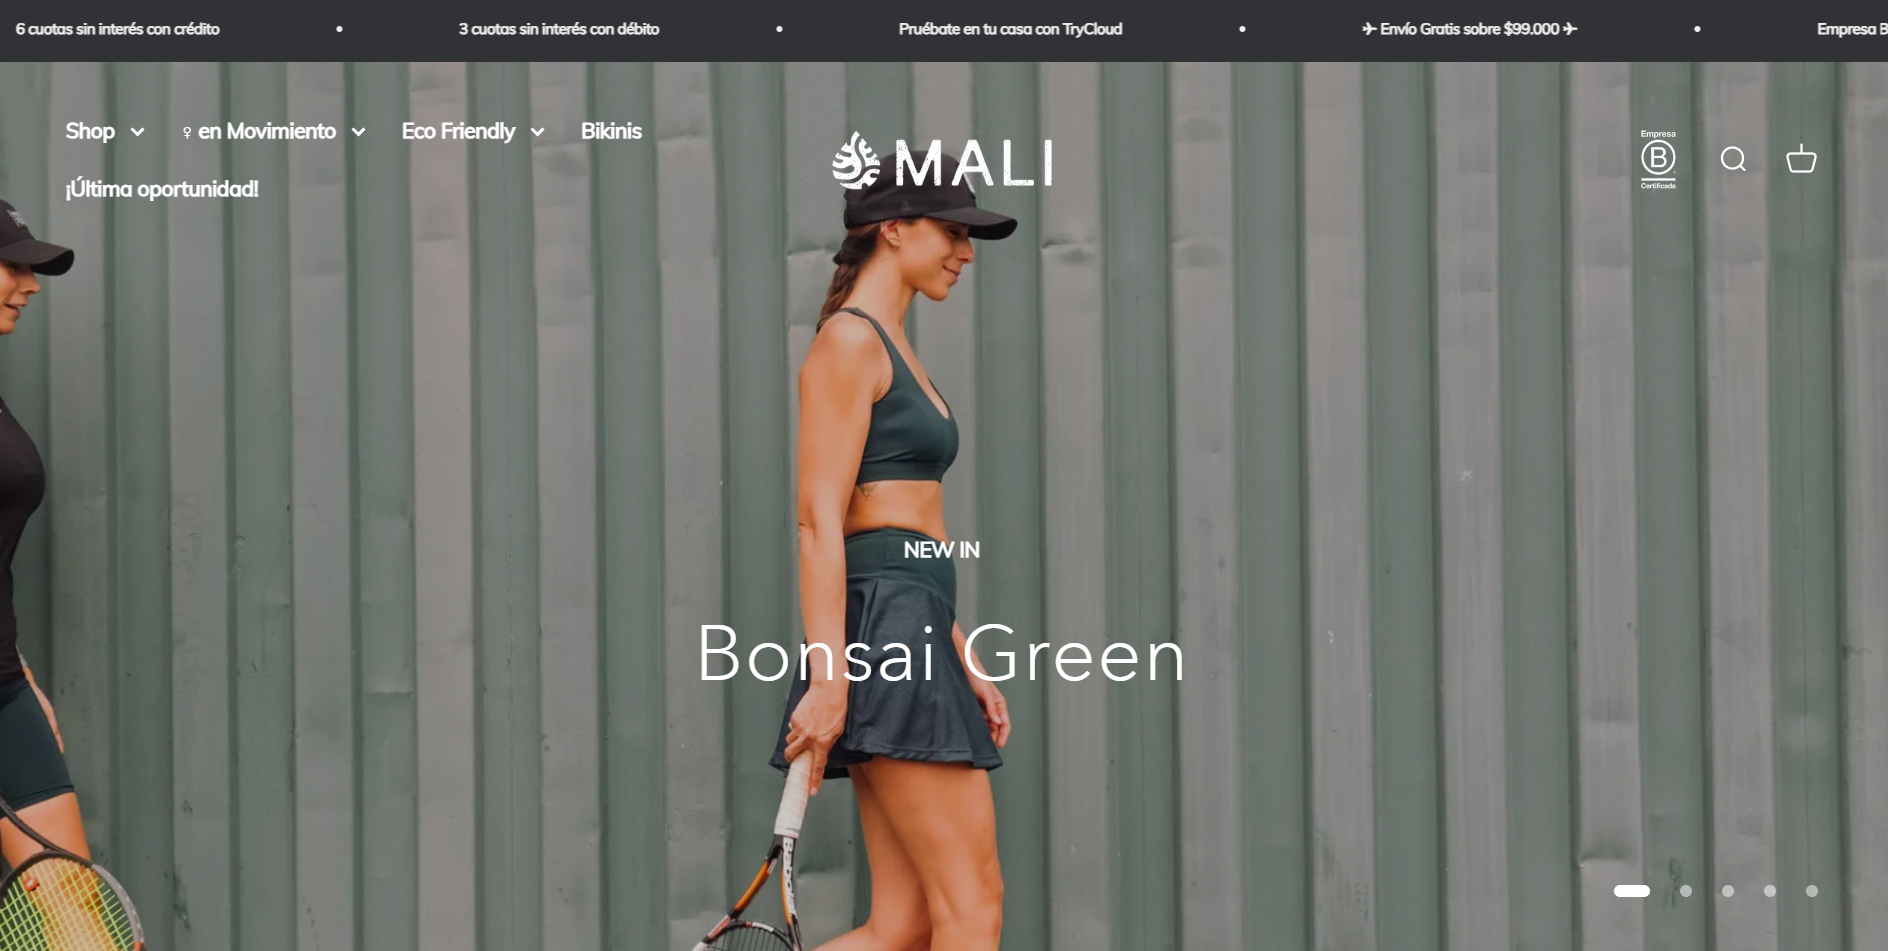 6 cuotas sin interés con crédito • 3 cuotas sin interés con débito • Pruébate en tu casa con TryCloud • ✈ Envío Gratis sobre $99.000 ✈ • Empresa B
Shop ♀ en Movimiento Eco Friendly Bikinis
¡Última oportunidad!
MALI
Empresa
B
Certificada
NEW IN
Bonsai Green